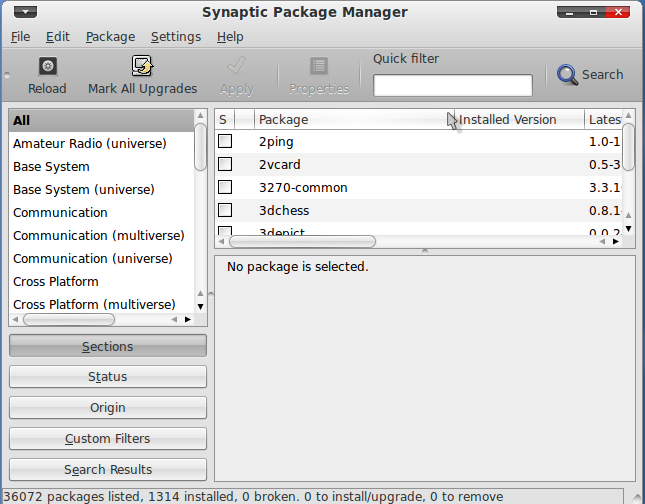 Synaptic Package Manager
File Edit Package Settings Help
Reload Mark All Upgrades Apply Properties Quick filter Search
S Package Installed Version Lates
All
Amateur Radio (universe)
Base System
Base System (universe)
Communication
Communication (multiverse)
Communication (universe)
Cross Platform
Cross Platform (multiverse)
2ping 1.0-1
2vcard 0.5-3
3270-common 3.3.1
3dchess 0.8.1
3depict 0.0.2
No package is selected.
Sections
Status
Origin
Custom Filters
Search Results
36072 packages listed, 1314 installed, 0 broken. 0 to install/upgrade, 0 to remove